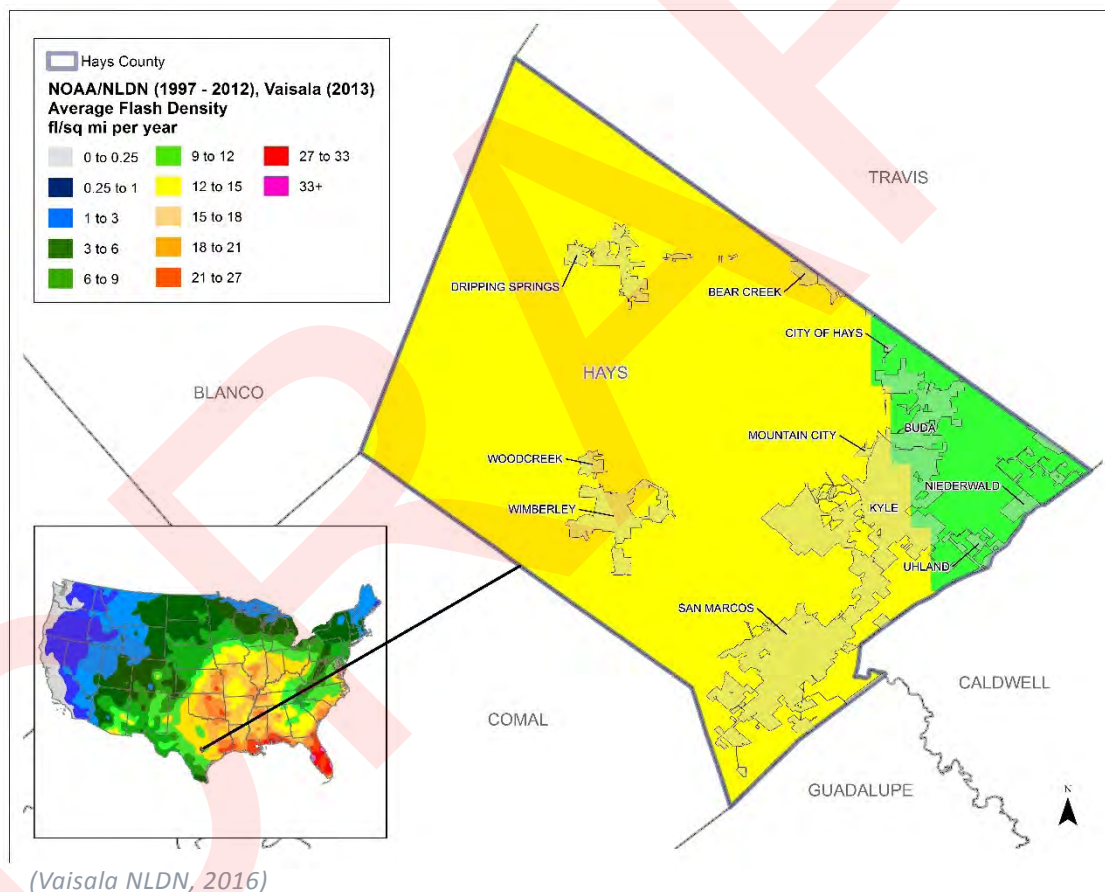 Hays County
NOAA/NLDN (1997 - 2012), Vaisala (2013)
Average Flash Density
fl/sq mi per year
0 to 0.25
0.25 to 1
1 to 3
3 to 6
6 to 9
9 to 12
12 to 15
15 to 18
18 to 21
21 to 27
27 to 33
33+
TRAVIS
DRIPPING SPRINGS
BEAR CREEK
CITY OF HAYS
HAYS
BLANCO
BUDA
MOUNTAIN CITY
WOODCREEK
NIEDERWALD
WIMBERLEY
KYLE
UHLAND
SAN MARCOS
CALDWELL
COMAL
GUADALUPE
N
(Vaisala NLDN, 2016)
DRAFT